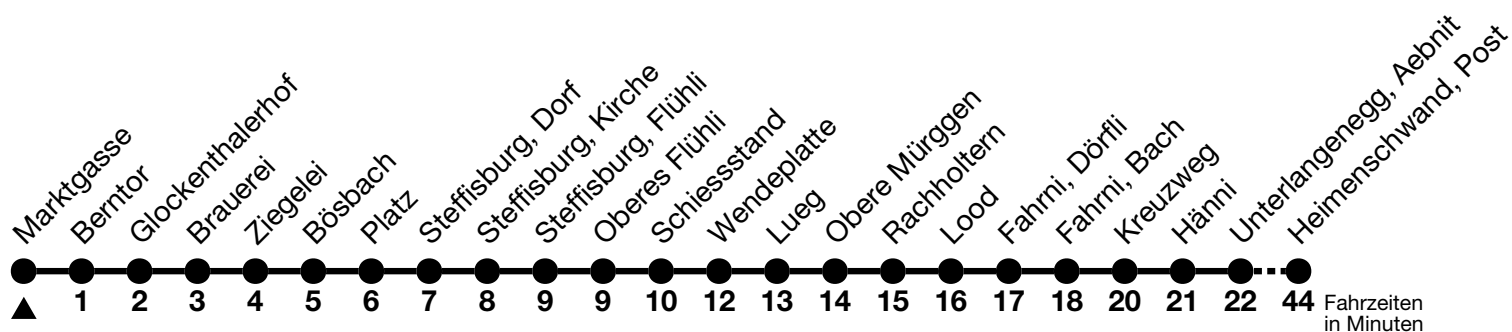 Marktgasse
Berntor
Glockenthalerhof
Brauerei
Ziegelei
Bösbach
Platz
Steffisburg, Dorf
Steffisburg, Kirche
Steffisburg, Flühli
Oberes Flühli
Schiessstand
Wendeplatte
Lueg
Obere Mürggen
Rachholtern
Lood
Fahrni, Dörfli
Fahrni, Bach
Kreuzweg
Hänni
Unterlangenegg, Aebnit
Heimenschwand, Post
1 2 3 4 5 6 7 8 9 9 10 12 13 14 15 16 17 18 20 21 22 44 Fahrzeiten
in Minuten